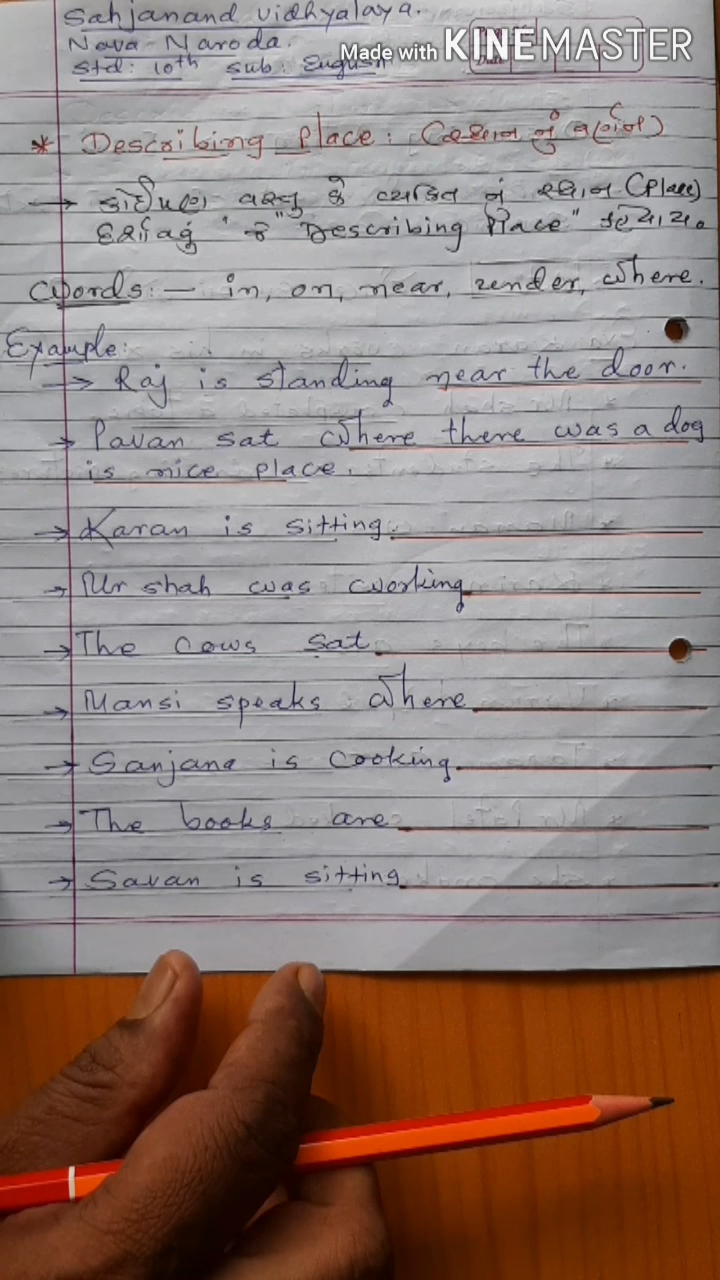 Sahjanand vidhyalaya.
Nava Naroda.
Made with KINEMASTER
Std: 10th sub: English
* Describing Place: (સ્થાન નું વર્ણન)
→ કોઈપણ વસ્તુ કે વ્યક્તિ નું સ્થાન (Place)
દર્શાવવું " Describing Place" કહેવાય.
Words: — in, on, near, under, where.
Example:
→ Raj is standing near the door.
→ Pavan sat where there was a dog
is nice place.
→ Karan is sitting
→ Mr shah was working
→ The cows sat
→ Mansi speaks where
→ Sanjana is cooking
→ The books are
→ Savan is sitting